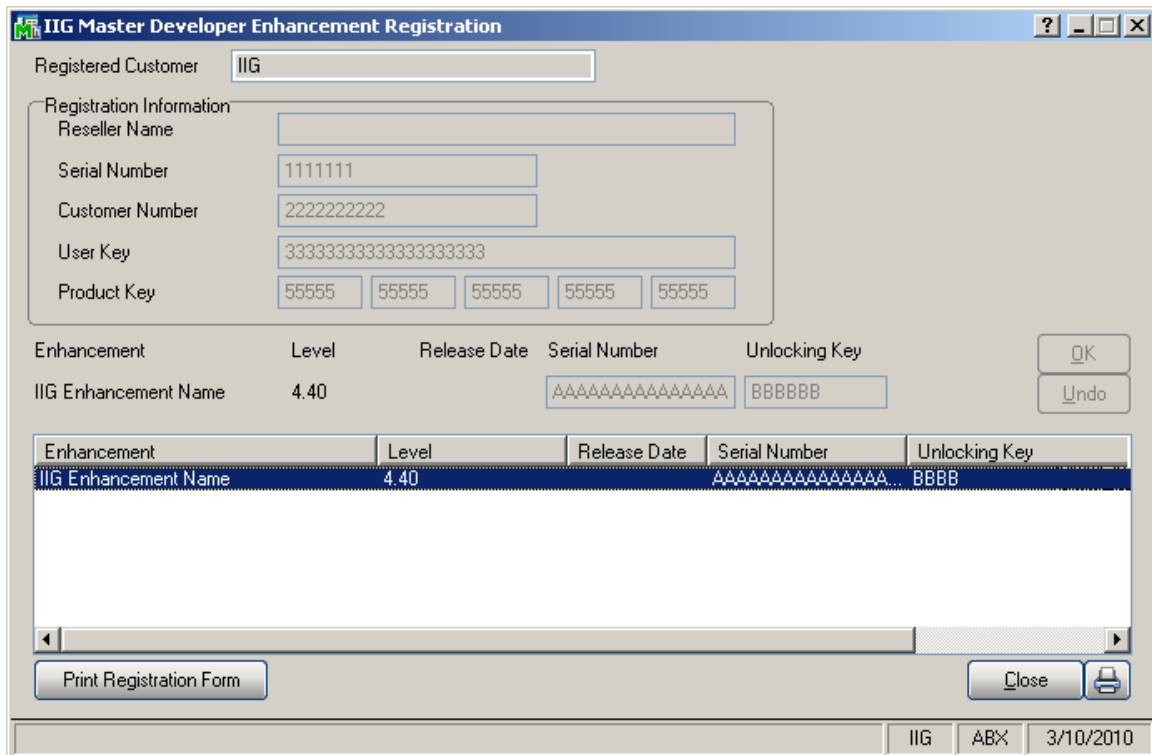 IIG Master Developer Enhancement Registration
Registered Customer IIG
Registration Information
Reseller Name
Serial Number 1111111
Customer Number 2222222222
User Key 33333333333333333333
Product Key 55555 55555 55555 55555 55555
Enhancement Level Release Date Serial Number Unlocking Key OK
IIG Enhancement Name 4.40 AAAAAAAAAAAAAAA BBBBBB Undo
Enhancement Level Release Date Serial Number Unlocking Key
IIG Enhancement Name 4.40 AAAAAAAAAAAAAAA... BBBB
Print Registration Form Close
IIG ABX 3/10/2010